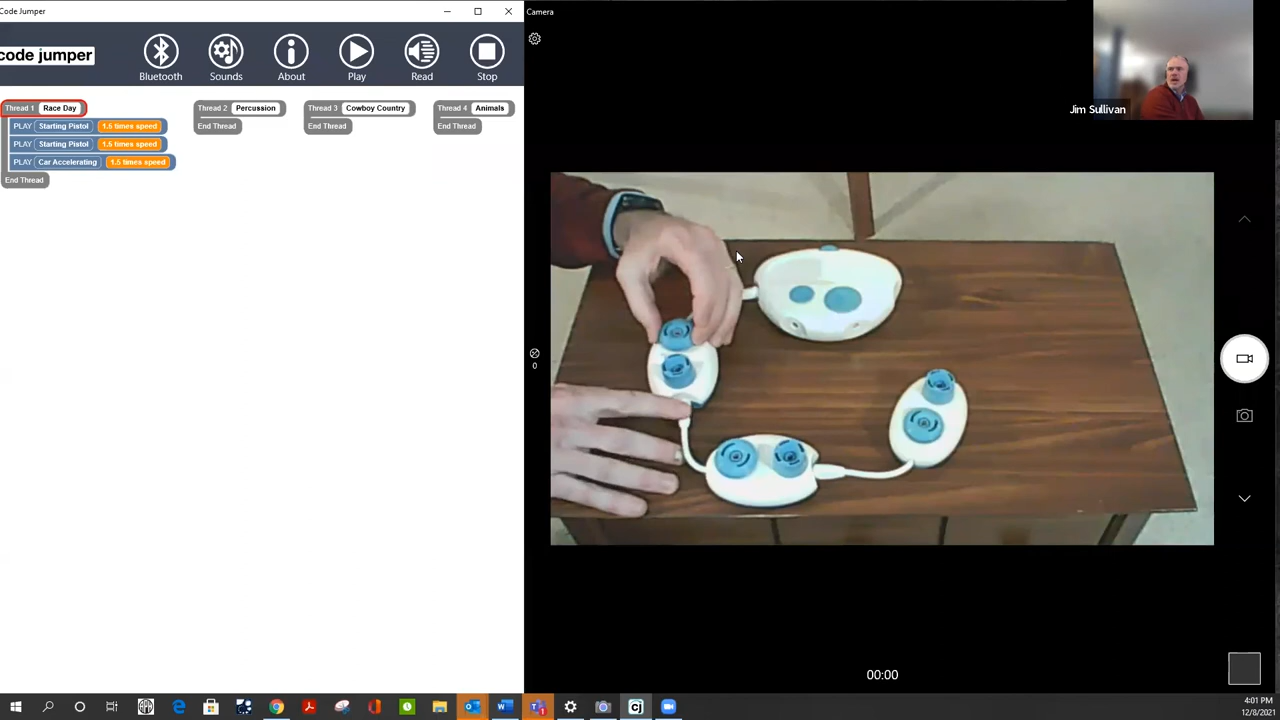 Code Jumper
code jumper
Bluetooth
Sounds
About
Play
Read
Stop
Thread 1 Race Day
PLAY Starting Pistol 1.5 times speed
PLAY Starting Pistol 1.5 times speed
PLAY Car Accelerating 1.5 times speed
End Thread
Thread 2 Percussion
End Thread
Thread 3 Cowboy Country
End Thread
Thread 4 Animals
End Thread
Camera
Jim Sullivan
0
00:00
4:01 PM
12/8/2021